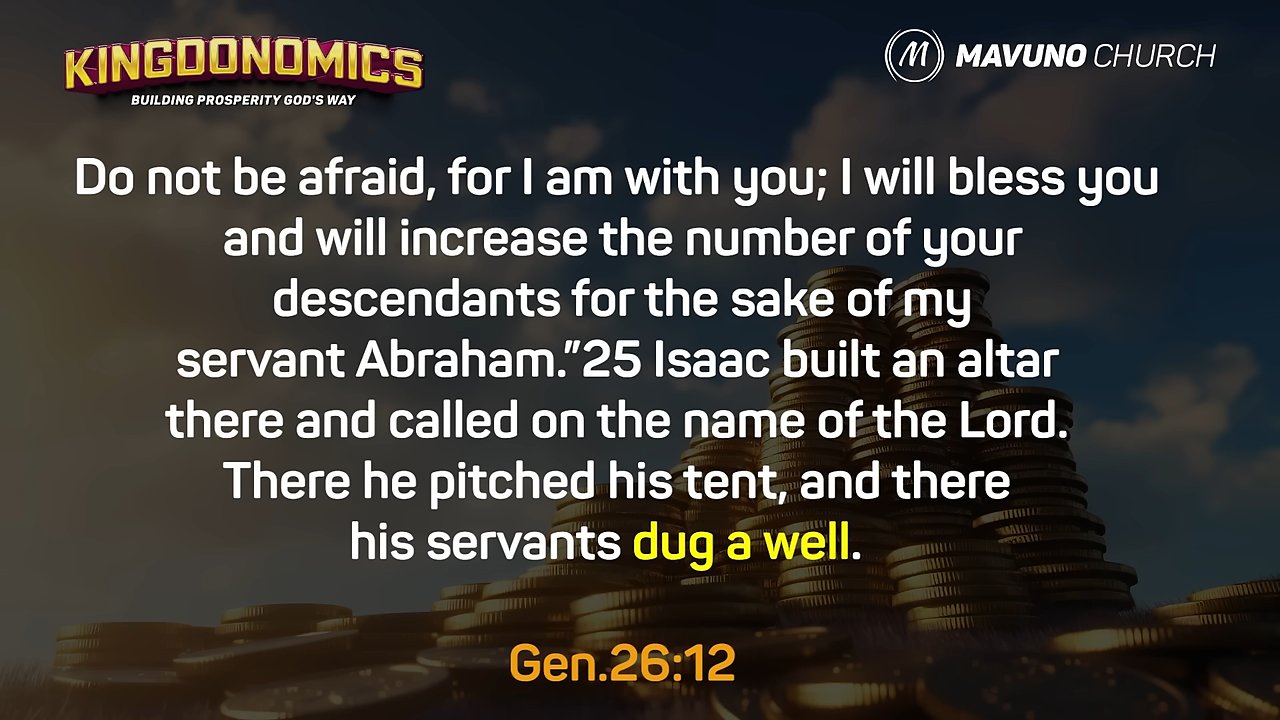 KINGDONOMICS
BUILDING PROSPERITY GOD'S WAY
M MAVUNO CHURCH
Do not be afraid, for I am with you; I will bless you
and will increase the number of your
descendants for the sake of my
servant Abraham.”25 Isaac built an altar
there and called on the name of the Lord.
There he pitched his tent, and there
his servants dug a well.
Gen.26:12